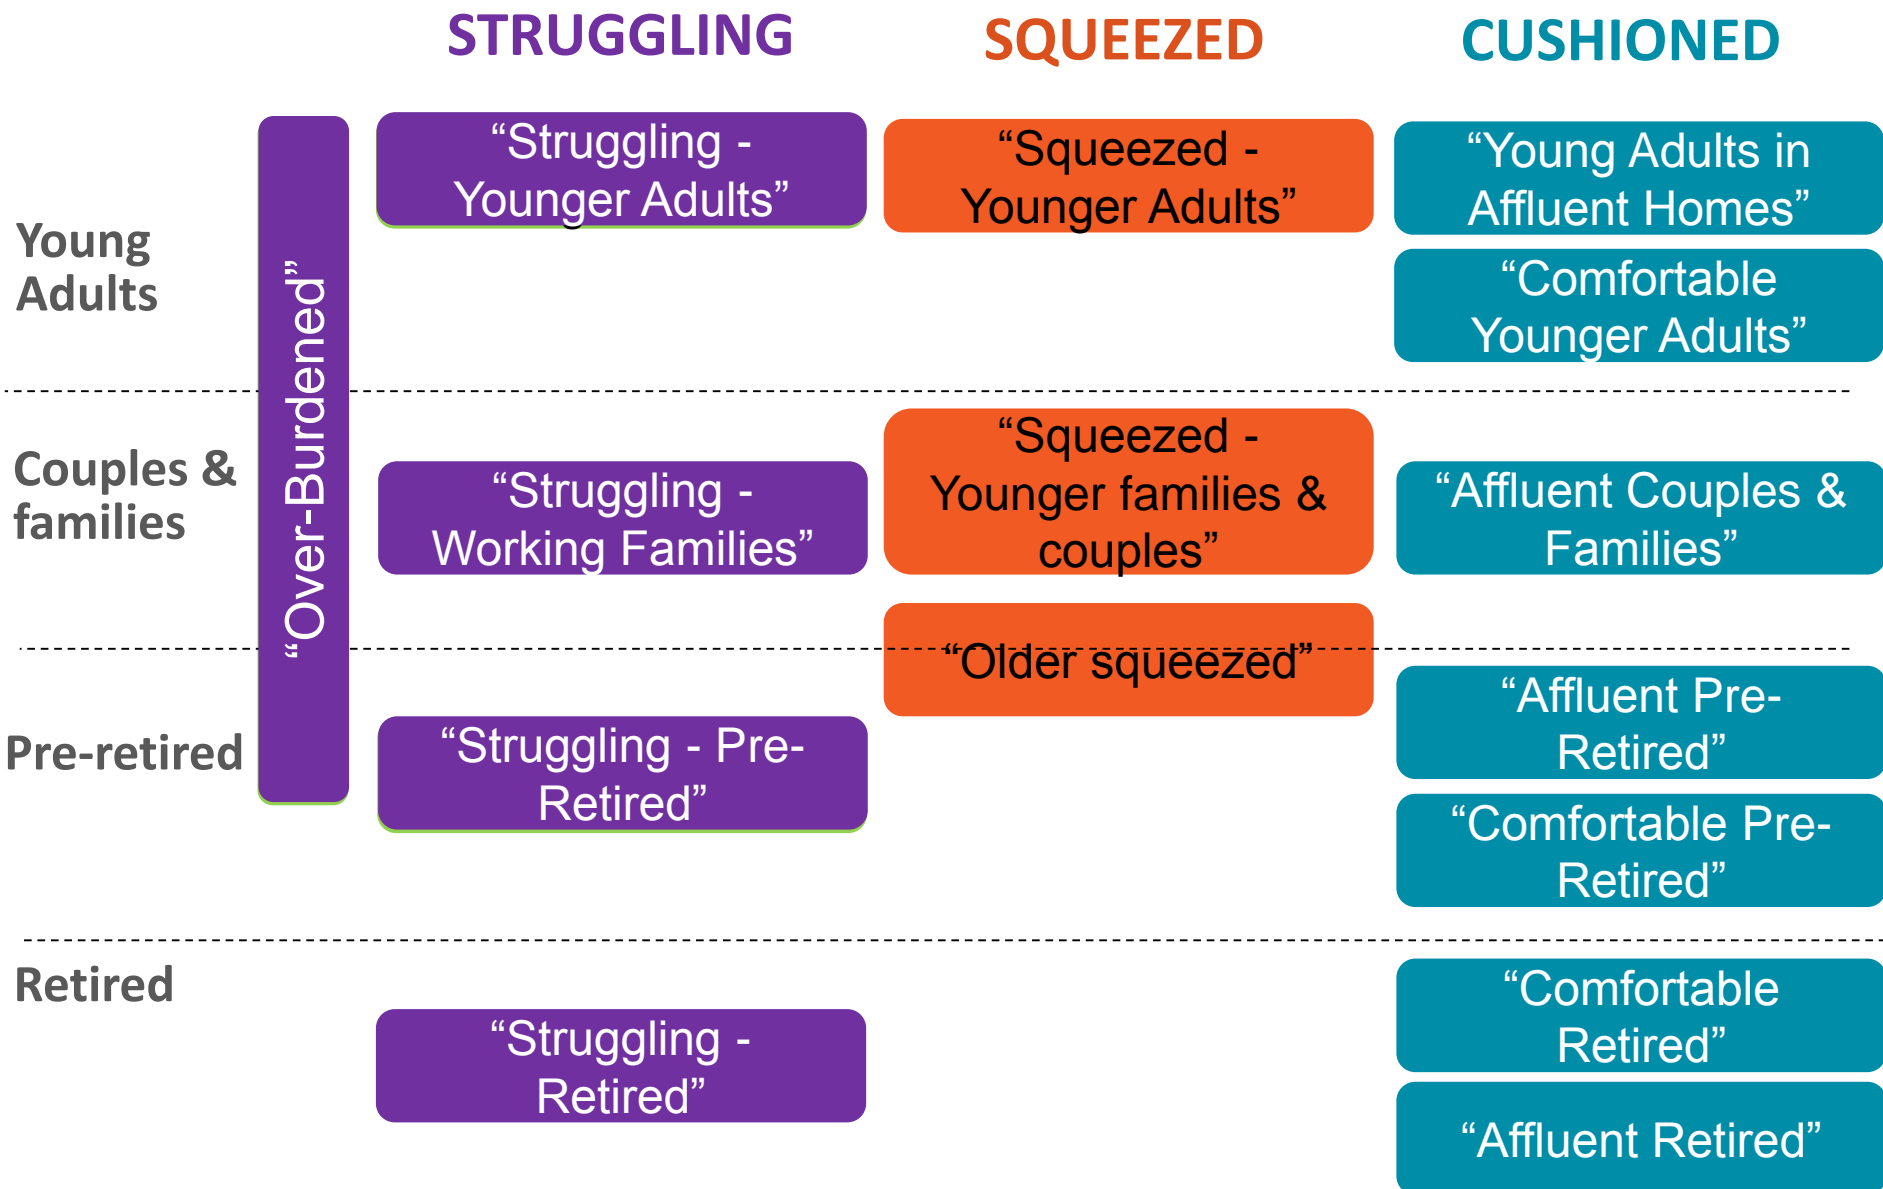 STRUGGLING
SQUEEZED
CUSHIONED
Young
Adults
“Over-Burdened”
“Struggling -
Younger Adults”
“Squeezed -
Younger Adults”
“Young Adults in
Affluent Homes”
“Comfortable
Younger Adults”
Couples &
families
“Struggling -
Working Families”
“Squeezed -
Younger families &
couples”
“Affluent Couples &
Families”
“Older squeezed”
Pre-retired
“Struggling - Pre-
Retired”
“Affluent Pre-
Retired”
“Comfortable Pre-
Retired”
Retired
“Struggling -
Retired”
“Comfortable
Retired”
“Affluent Retired”